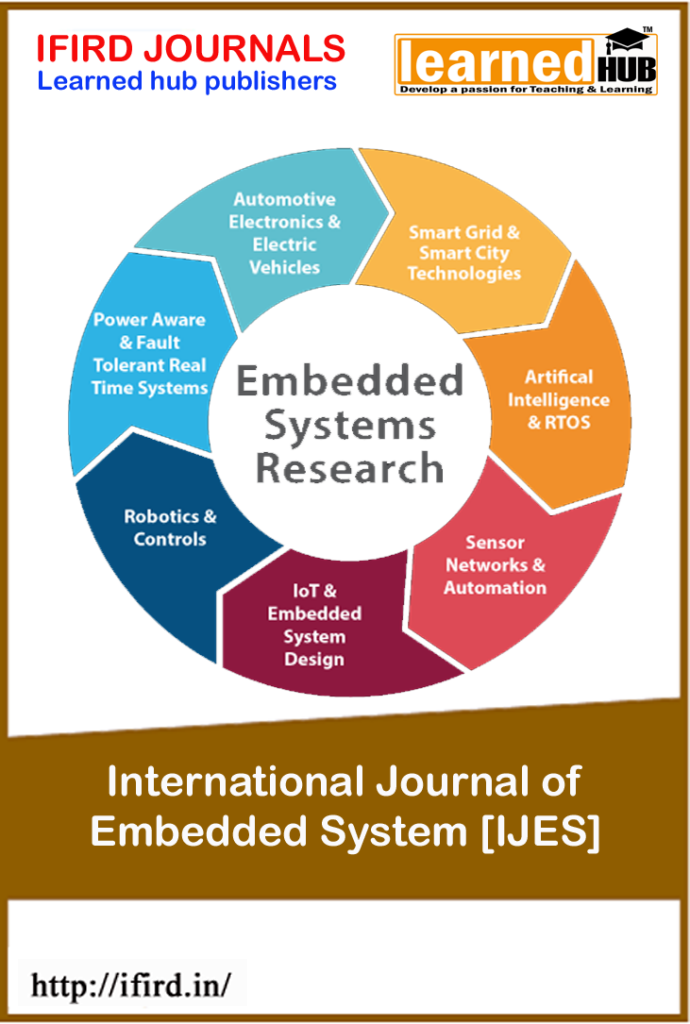 IFIRD JOURNALS
Learned hub publishers
learned HUB TM
Develop a passion for Teaching & Learning
Automotive
Electronics &
Electric
Vehicles
Smart Grid &
Smart City
Technologies
Artifical
Intelligence
& RTOS
Sensor
Networks &
Automation
IoT &
Embedded
System
Design
Robotics &
Controls
Power Aware
& Fault
Tolerant Real
Time Systems
Embedded
Systems
Research
International Journal of
Embedded System [IJES]
http://ifird.in/